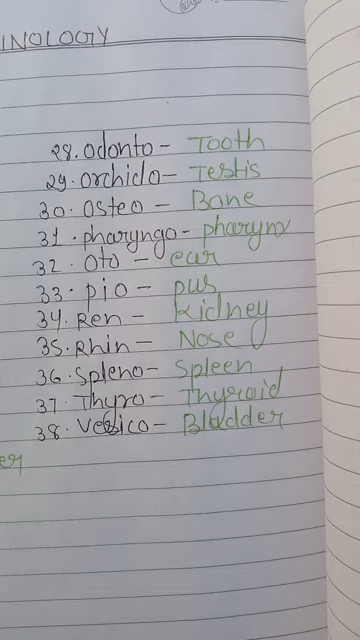 INOLOGY
28. Odonto - Tooth
29. Orchido - Testis
30. Osteo - Bone
31. pharyngo - pharynx
32. Oto - ear
33. pio - pus
34. Ren - kidney
35. Rhin - Nose
36. Spleno - Spleen
37. Thyro - Thyroid
38. Vesico - Bladder
er